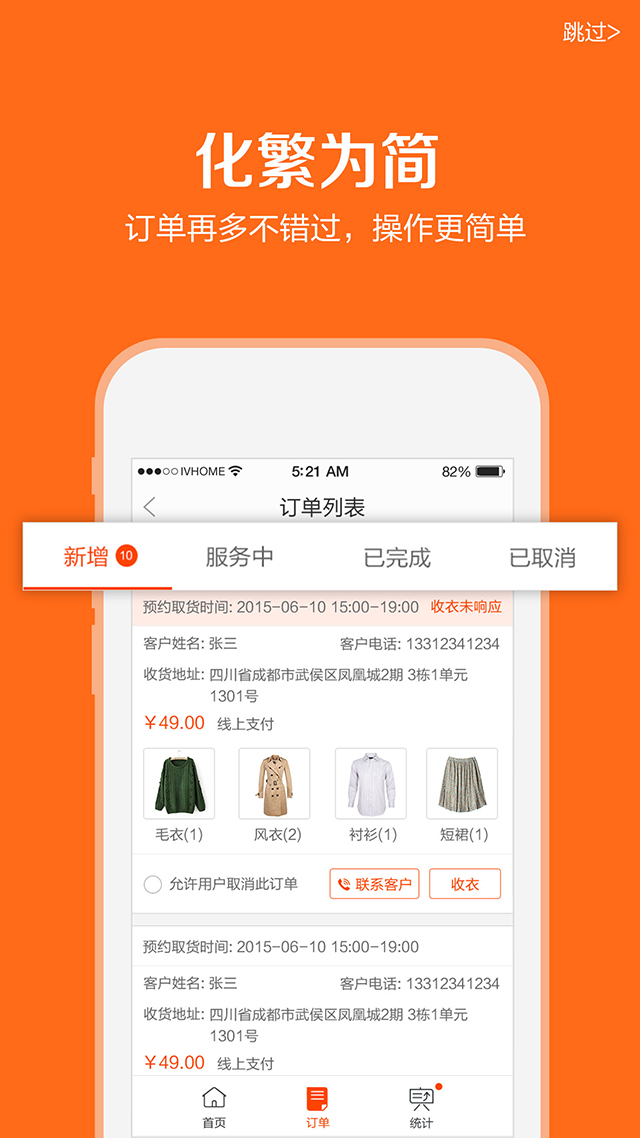 跳过>
化繁为简
订单再多不错过，操作更简单
IVHOME 5:21 AM 82%
订单列表
新增 10 服务中 已完成 已取消
预约取货时间: 2015-06-10 15:00-19:00 收衣未响应
客户姓名: 张三 客户电话: 13312341234
收货地址: 四川省成都市武侯区凤凰城2期 3栋1单元
1301号
￥49.00 线上支付
毛衣(1) 风衣(2) 衬衫(1) 短裙(1)
允许用户取消此订单 联系客户 收衣
预约取货时间: 2015-06-10 15:00-19:00
客户姓名: 张三 客户电话: 13312341234
收货地址: 四川省成都市武侯区凤凰城2期 3栋1单元
1301号
￥49.00 线上支付
首页 订单 统计